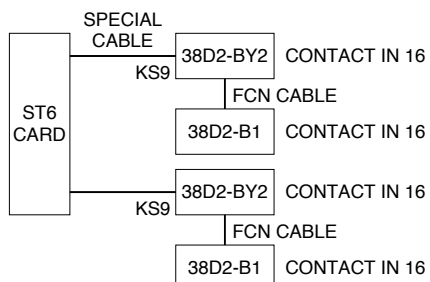 SPECIAL
CABLE
38D2-BY2 CONTACT IN 16
KS9
FCN CABLE
ST6
CARD
38D2-B1 CONTACT IN 16
38D2-BY2 CONTACT IN 16
KS9
FCN CABLE
38D2-B1 CONTACT IN 16